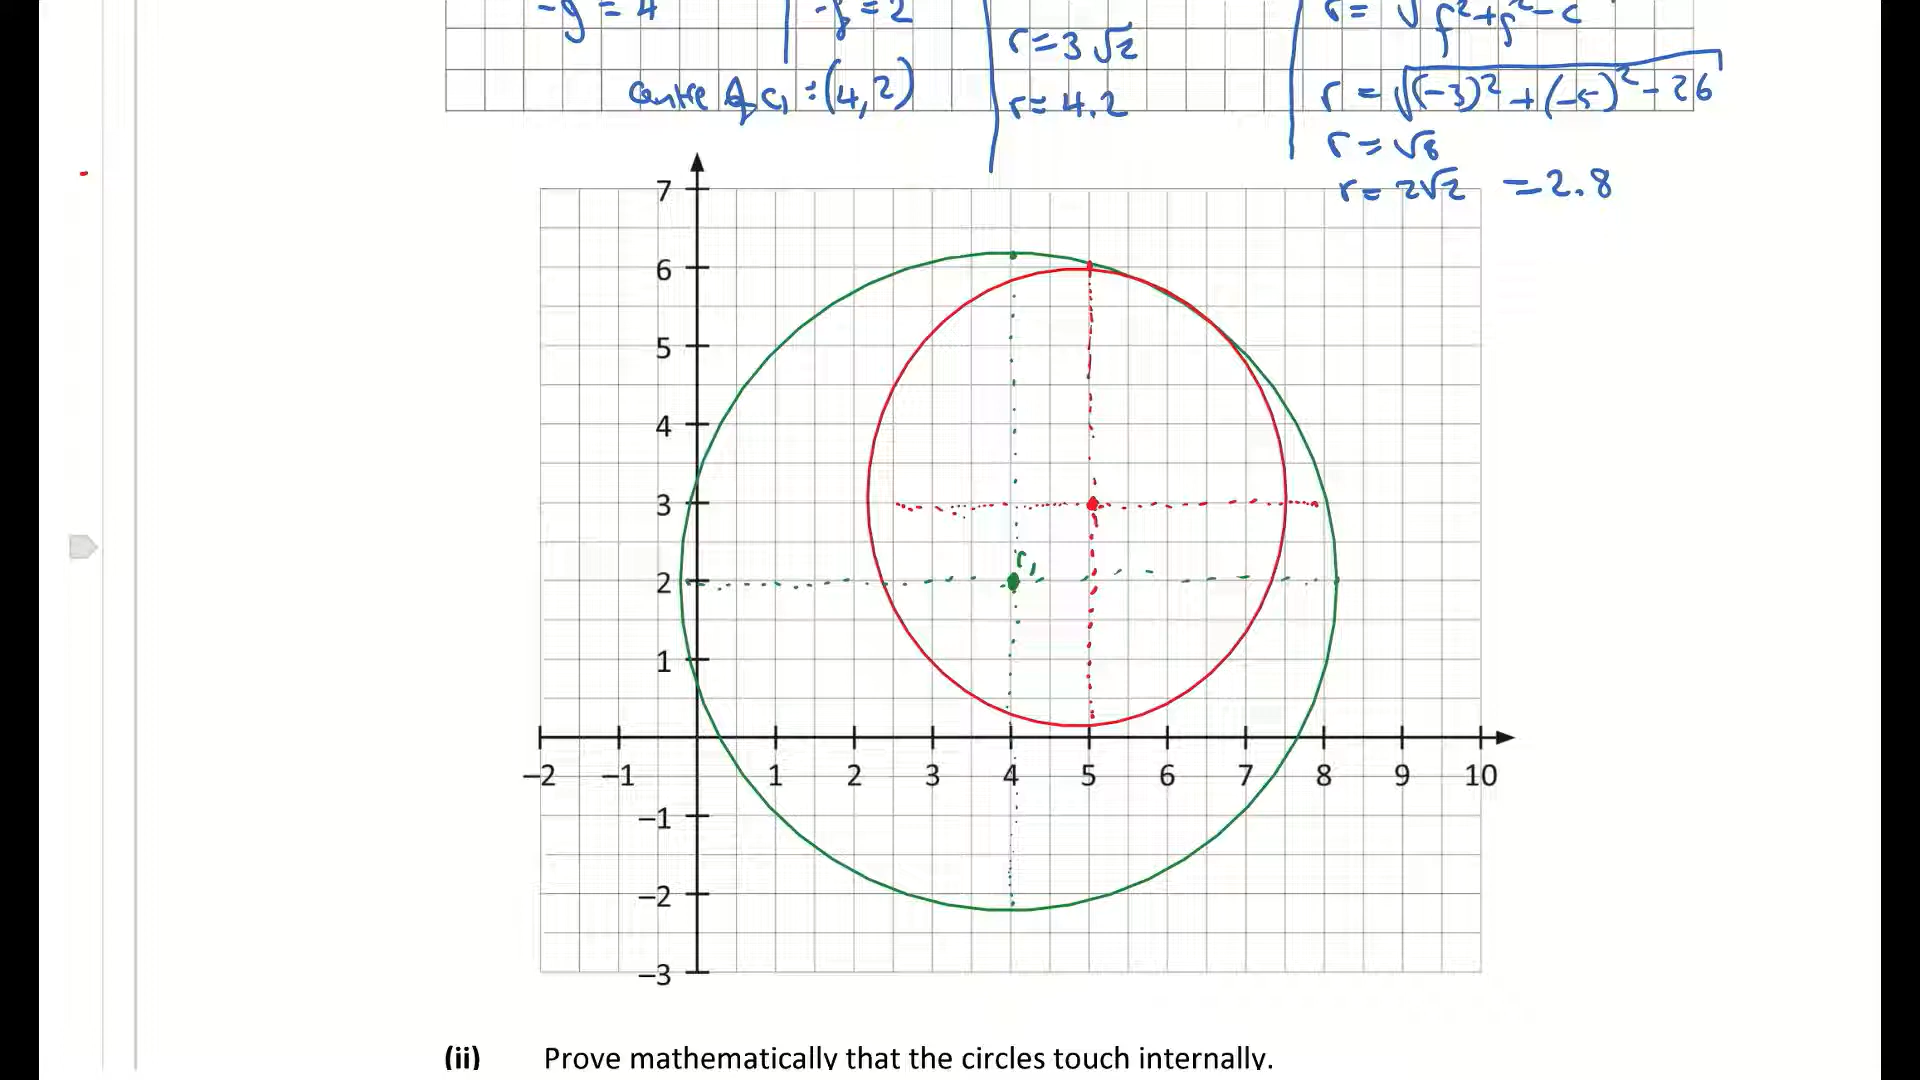 -g = 4
-f = 2
r = √f²+g²-c
r = 3√2
centre of c₁ : (4,2)
r = 4.2
r = √(-3)² + (-5)² - 26
r = √8
r = 2√2 = 2.8
7
6
5
4
3
r₁
2
1
–2 –1 1 2 3 4 5 6 7 8 9 10
–1
–2
–3
(ii) Prove mathematically that the circles touch internally.